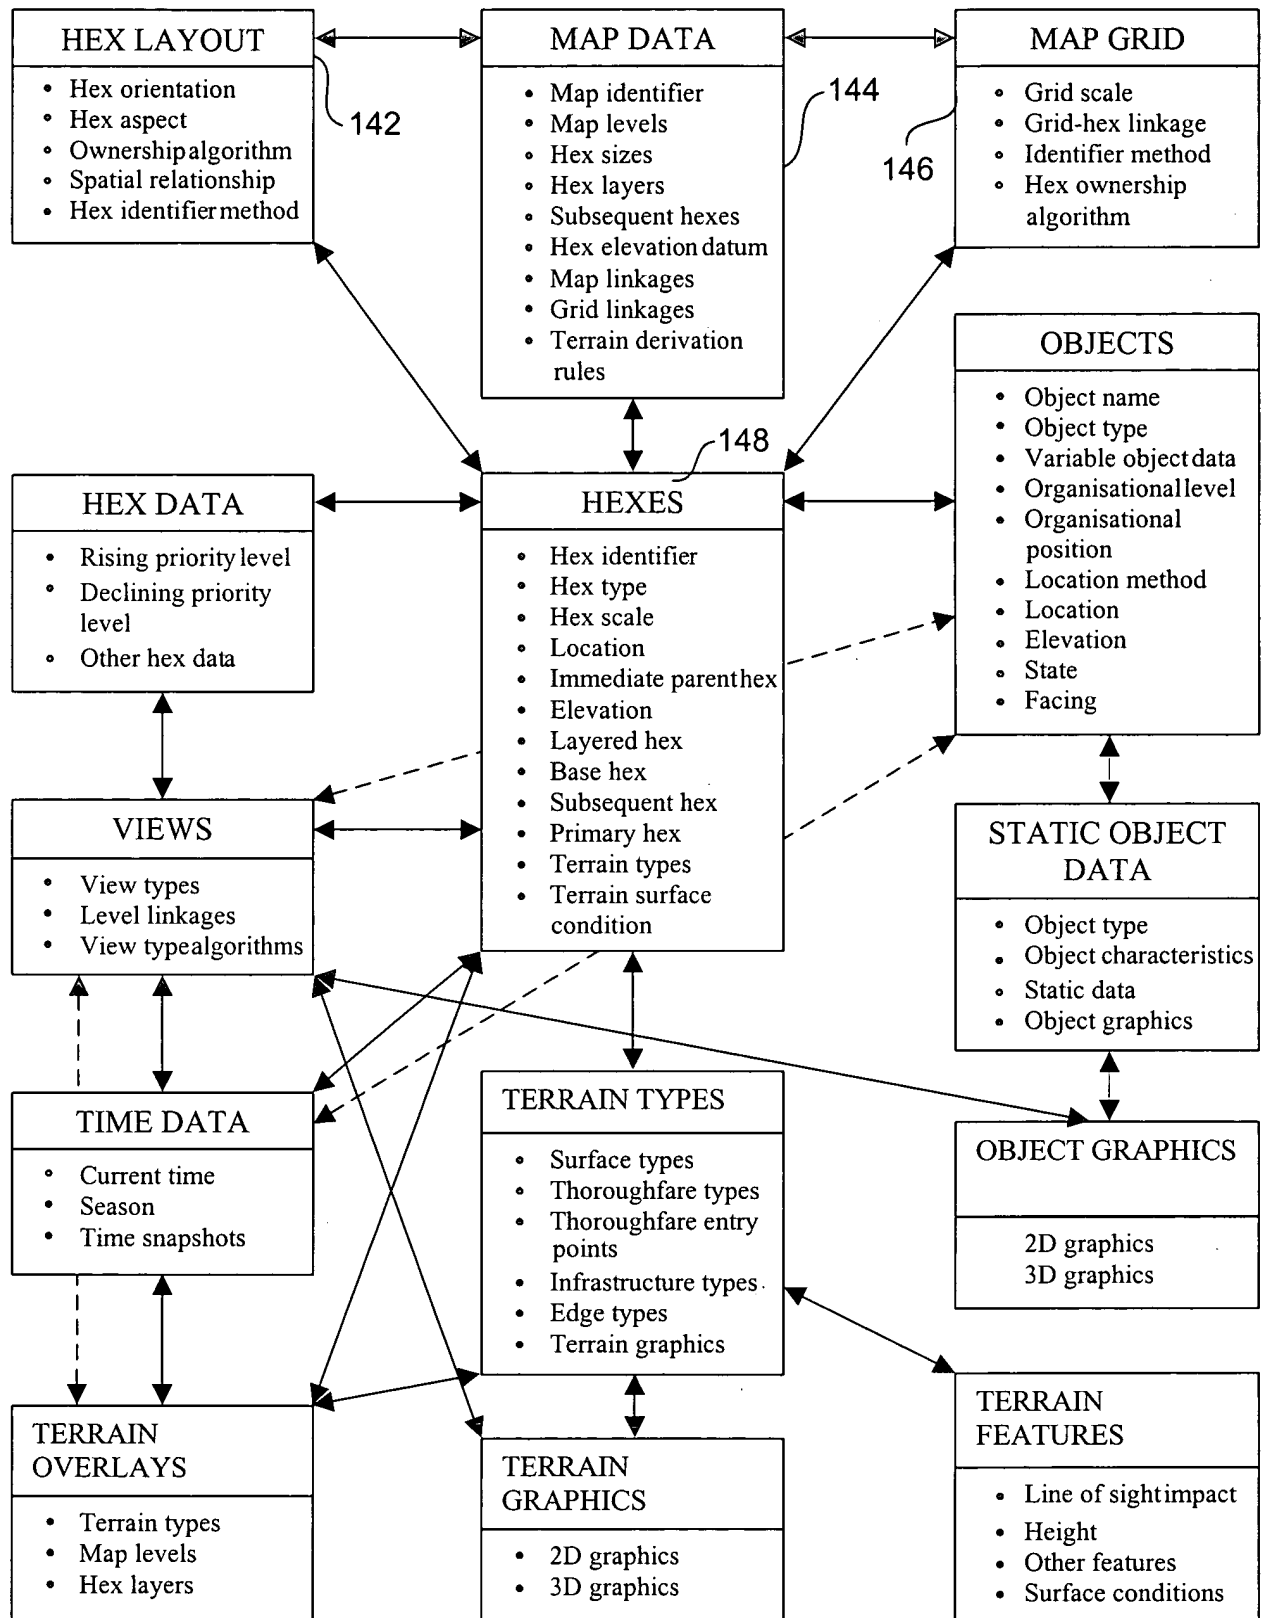 HEX LAYOUT
• Hex orientation
• Hex aspect
• Ownership algorithm
• Spatial relationship
• Hex identifier method
142
MAP DATA
• Map identifier
• Map levels
• Hex sizes
• Hex layers
• Subsequent hexes
• Hex elevation datum
• Map linkages
• Grid linkages
• Terrain derivation
rules
144
MAP GRID
• Grid scale
• Grid-hex linkage
• Identifier method
• Hex ownership
algorithm
146
OBJECTS
• Object name
• Object type
• Variable object data
• Organisational level
• Organisational
position
• Location method
• Location
• Elevation
• State
• Facing
HEX DATA
• Rising priority level
• Declining priority
level
• Other hex data
148
HEXES
• Hex identifier
• Hex type
• Hex scale
• Location
• Immediate parent hex
• Elevation
• Layered hex
• Base hex
• Subsequent hex
• Primary hex
• Terrain types
• Terrain surface
condition
VIEWS
• View types
• Level linkages
• View type algorithms
STATIC OBJECT
DATA
• Object type
• Object characteristics
• Static data
• Object graphics
TIME DATA
• Current time
• Season
• Time snapshots
TERRAIN TYPES
• Surface types
• Thoroughfare types
• Thoroughfare entry
points
• Infrastructure types
• Edge types
• Terrain graphics
OBJECT GRAPHICS
2D graphics
3D graphics
TERRAIN
OVERLAYS
• Terrain types
• Map levels
• Hex layers
TERRAIN
GRAPHICS
• 2D graphics
• 3D graphics
TERRAIN
FEATURES
• Line of sight impact
• Height
• Other features
• Surface conditions